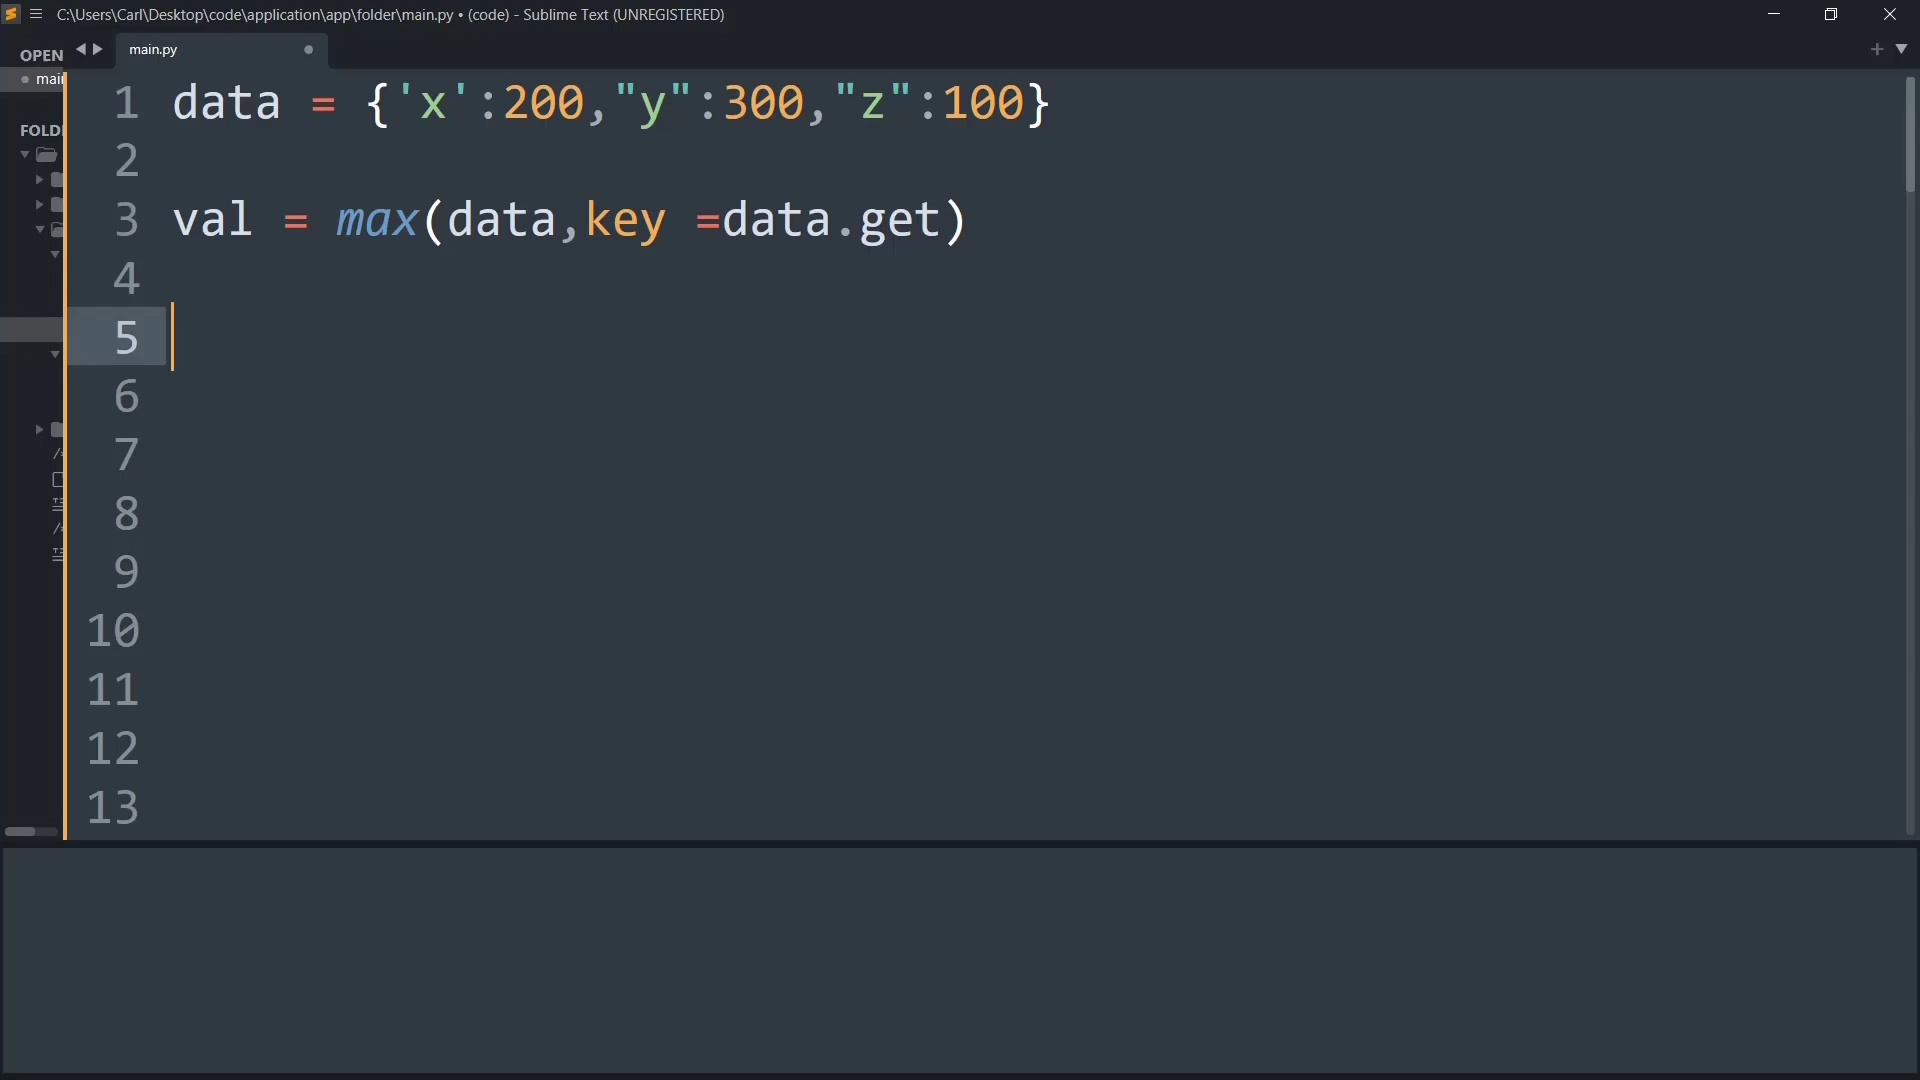 C:\Users\Carl\Desktop\code\application\app\folder\main.py • (code) - Sublime Text (UNREGISTERED)
OPEN
main.py
mai
FOLD
1 data = {'x':200,"y":300,"z":100}
2
3 val = max(data,key =data.get)
4
5
6
7
8
9
10
11
12
13